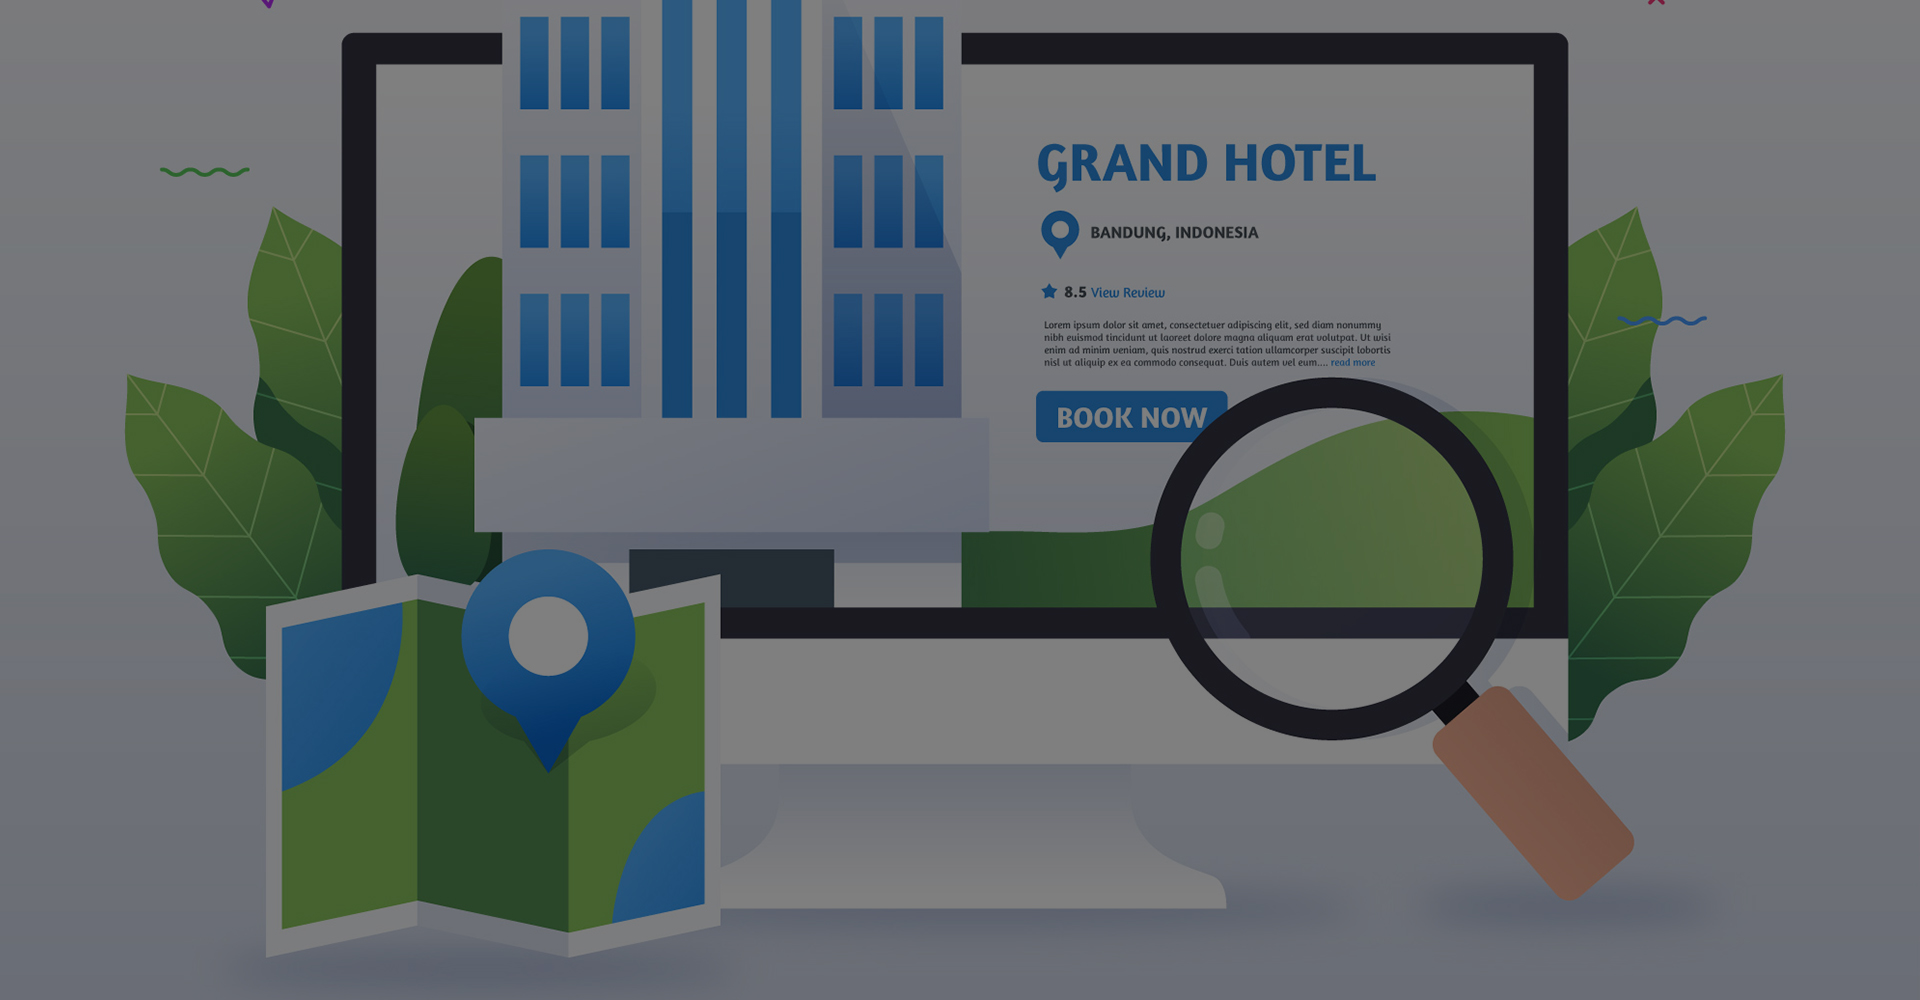 GRAND HOTEL
BANDUNG, INDONESIA
8.5 View Review
Lorem ipsum dolor sit amet, consectetuer adipiscing elit, sed diam nonummy
nibh euismod tincidunt ut laoreet dolore magna aliquam erat volutpat. Ut wisi
enim ad minim veniam, quis nostrud exerci tation ullamcorper suscipit lobortis
nisl ut aliquip ex ea commodo consequat. Duis autem vel eum.... read more
BOOK NOW